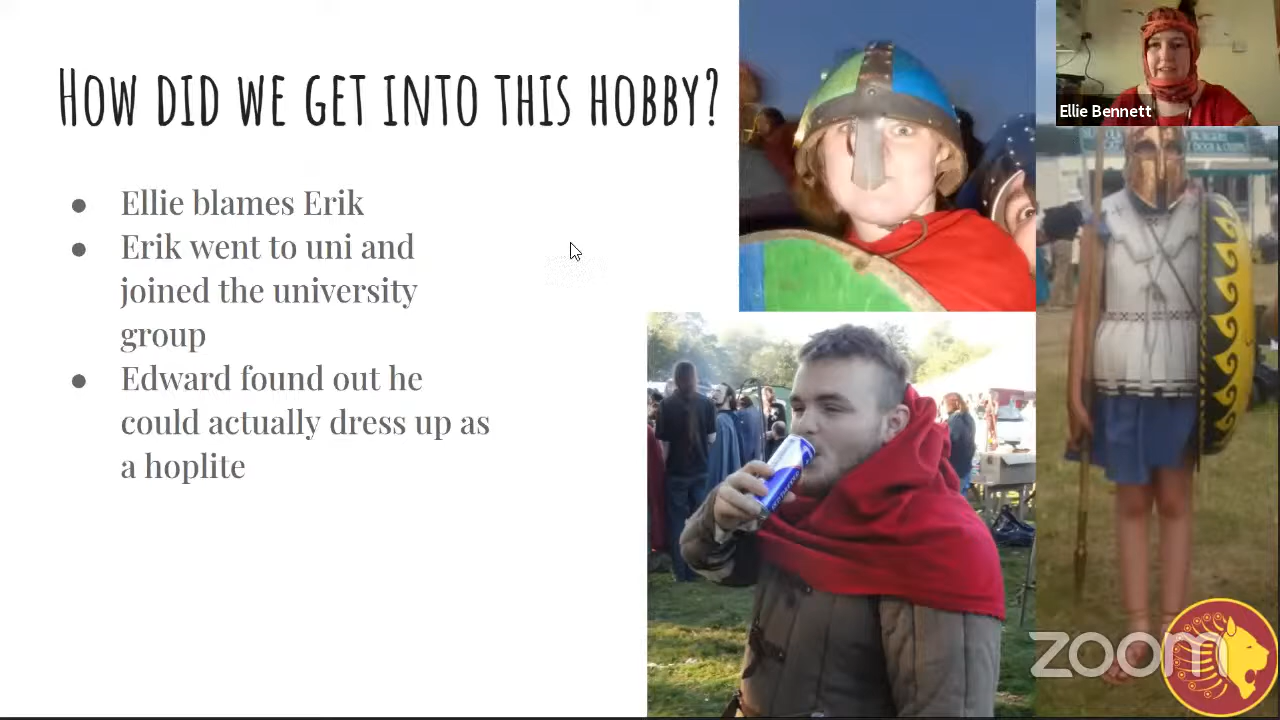 How did we get into this hobby?
● Ellie blames Erik
● Erik went to uni and
joined the university
group
● Edward found out he
could actually dress up as
a hoplite
Ellie Bennett
zoom